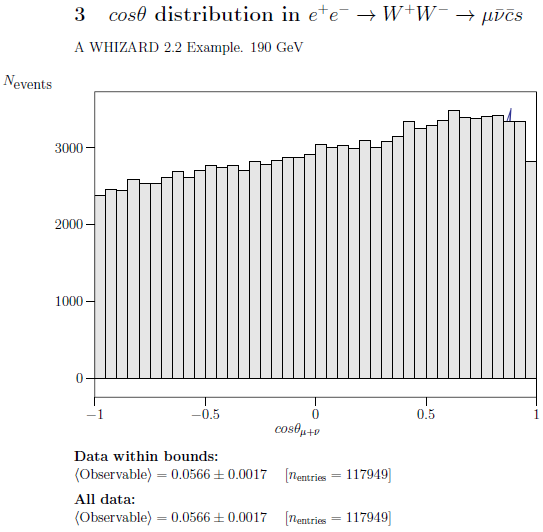 3 cosθ distribution in e⁺e⁻ → W⁺W⁻ → μν̄c̄s
A WHIZARD 2.2 Example. 190 GeV
N_events
3000
2000
1000
0
−1 −0.5 0 0.5 1
cosθ_μ+ν
Data within bounds:
⟨Observable⟩ = 0.0566 ± 0.0017 [n_entries = 117949]
All data:
⟨Observable⟩ = 0.0566 ± 0.0017 [n_entries = 117949]